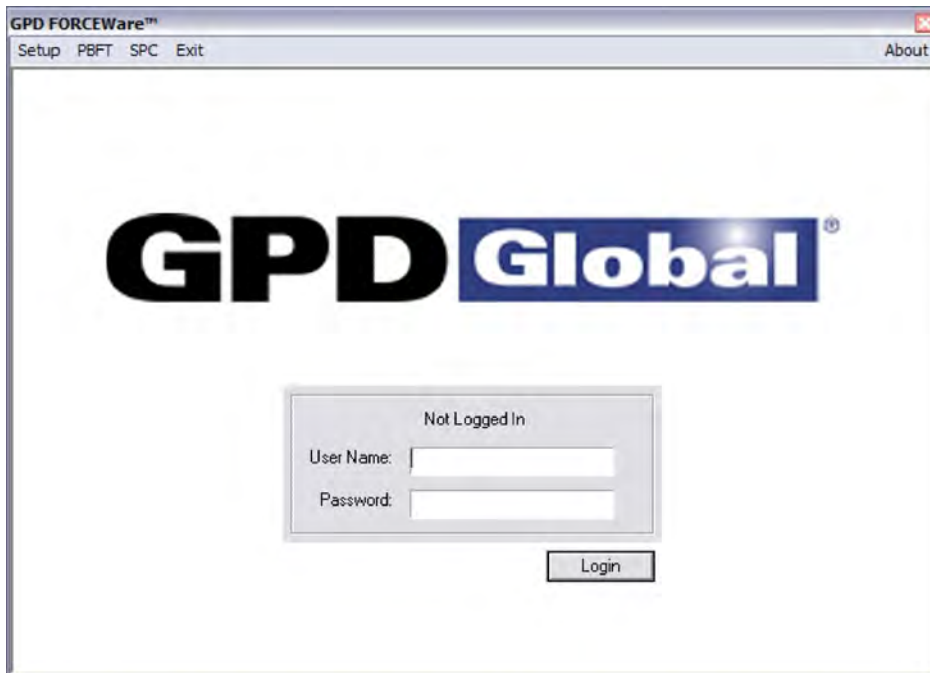 GPD FORCEWare™
Setup PBFT SPC Exit About
GPD Global®
Not Logged In
User Name:
Password:
Login